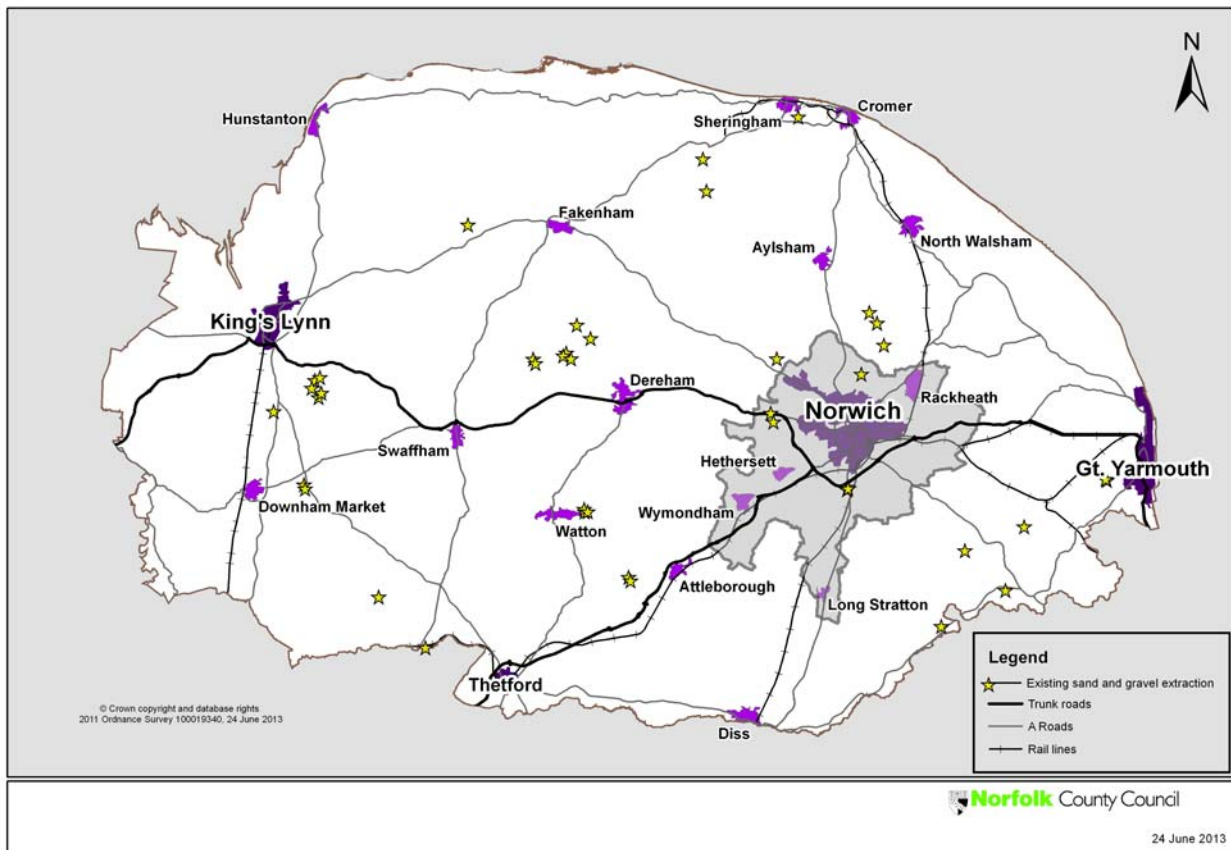 N
Hunstanton
Sheringham
Cromer
Fakenham
North Walsham
Aylsham
King's Lynn
Dereham
Norwich
Rackheath
Swaffham
Hethersett
Gt. Yarmouth
Downham Market
Wymondham
Watton
Attleborough
Long Stratton
Thetford
Diss
© Crown copyright and database rights
2011 Ordnance Survey 100019340, 24 June 2013
Legend
Existing sand and gravel extraction
Trunk roads
A Roads
Rail lines
Norfolk County Council
24 June 2013